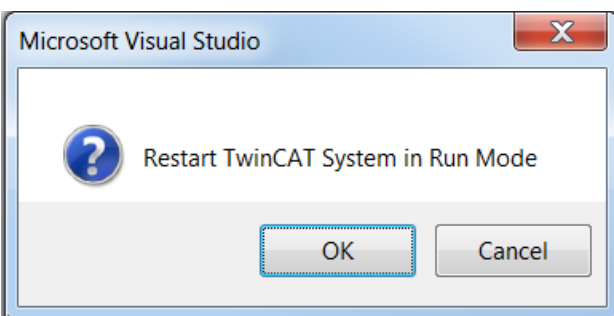 Microsoft Visual Studio
Restart TwinCAT System in Run Mode
OK
Cancel